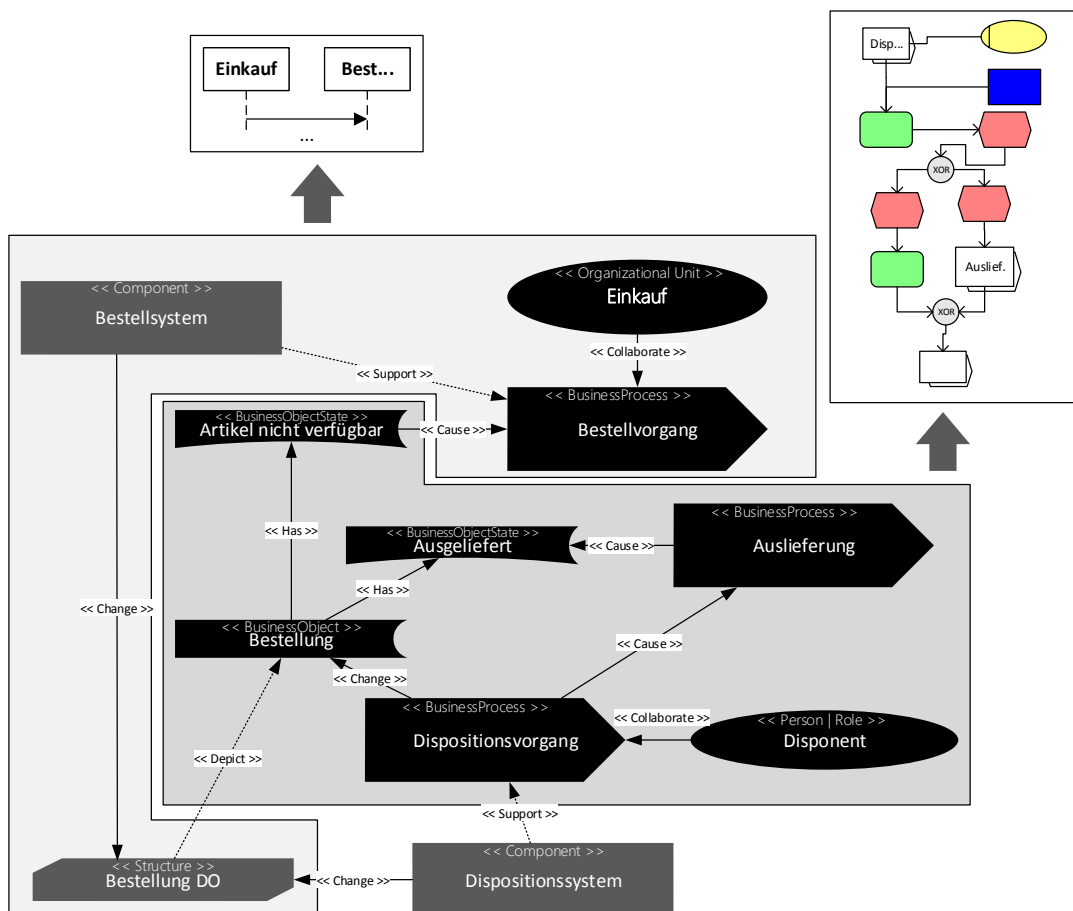 Einkauf
Best...
...
Disp...
XOR
Auslief.
XOR
<< Component >>
Bestellsystem
<< Organizational Unit >>
Einkauf
<< Collaborate >>
<< Support >>
<< BusinessProcess >>
Bestellvorgang
<< BusinessObjectState >>
Artikel nicht verfügbar
<< Cause >>
<< Has >>
<< BusinessObjectState >>
Ausgeliefert
<< Cause >>
<< BusinessProcess >>
Auslieferung
<< Has >>
<< Change >>
<< BusinessObject >>
Bestellung
<< Cause >>
<< Change >>
<< BusinessProcess >>
Dispositionsvorgang
<< Collaborate >>
<< Person | Role >>
Disponent
<< Depict >>
<< Support >>
<< Structure >>
Bestellung DO
<< Change >>
<< Component >>
Dispositionssystem